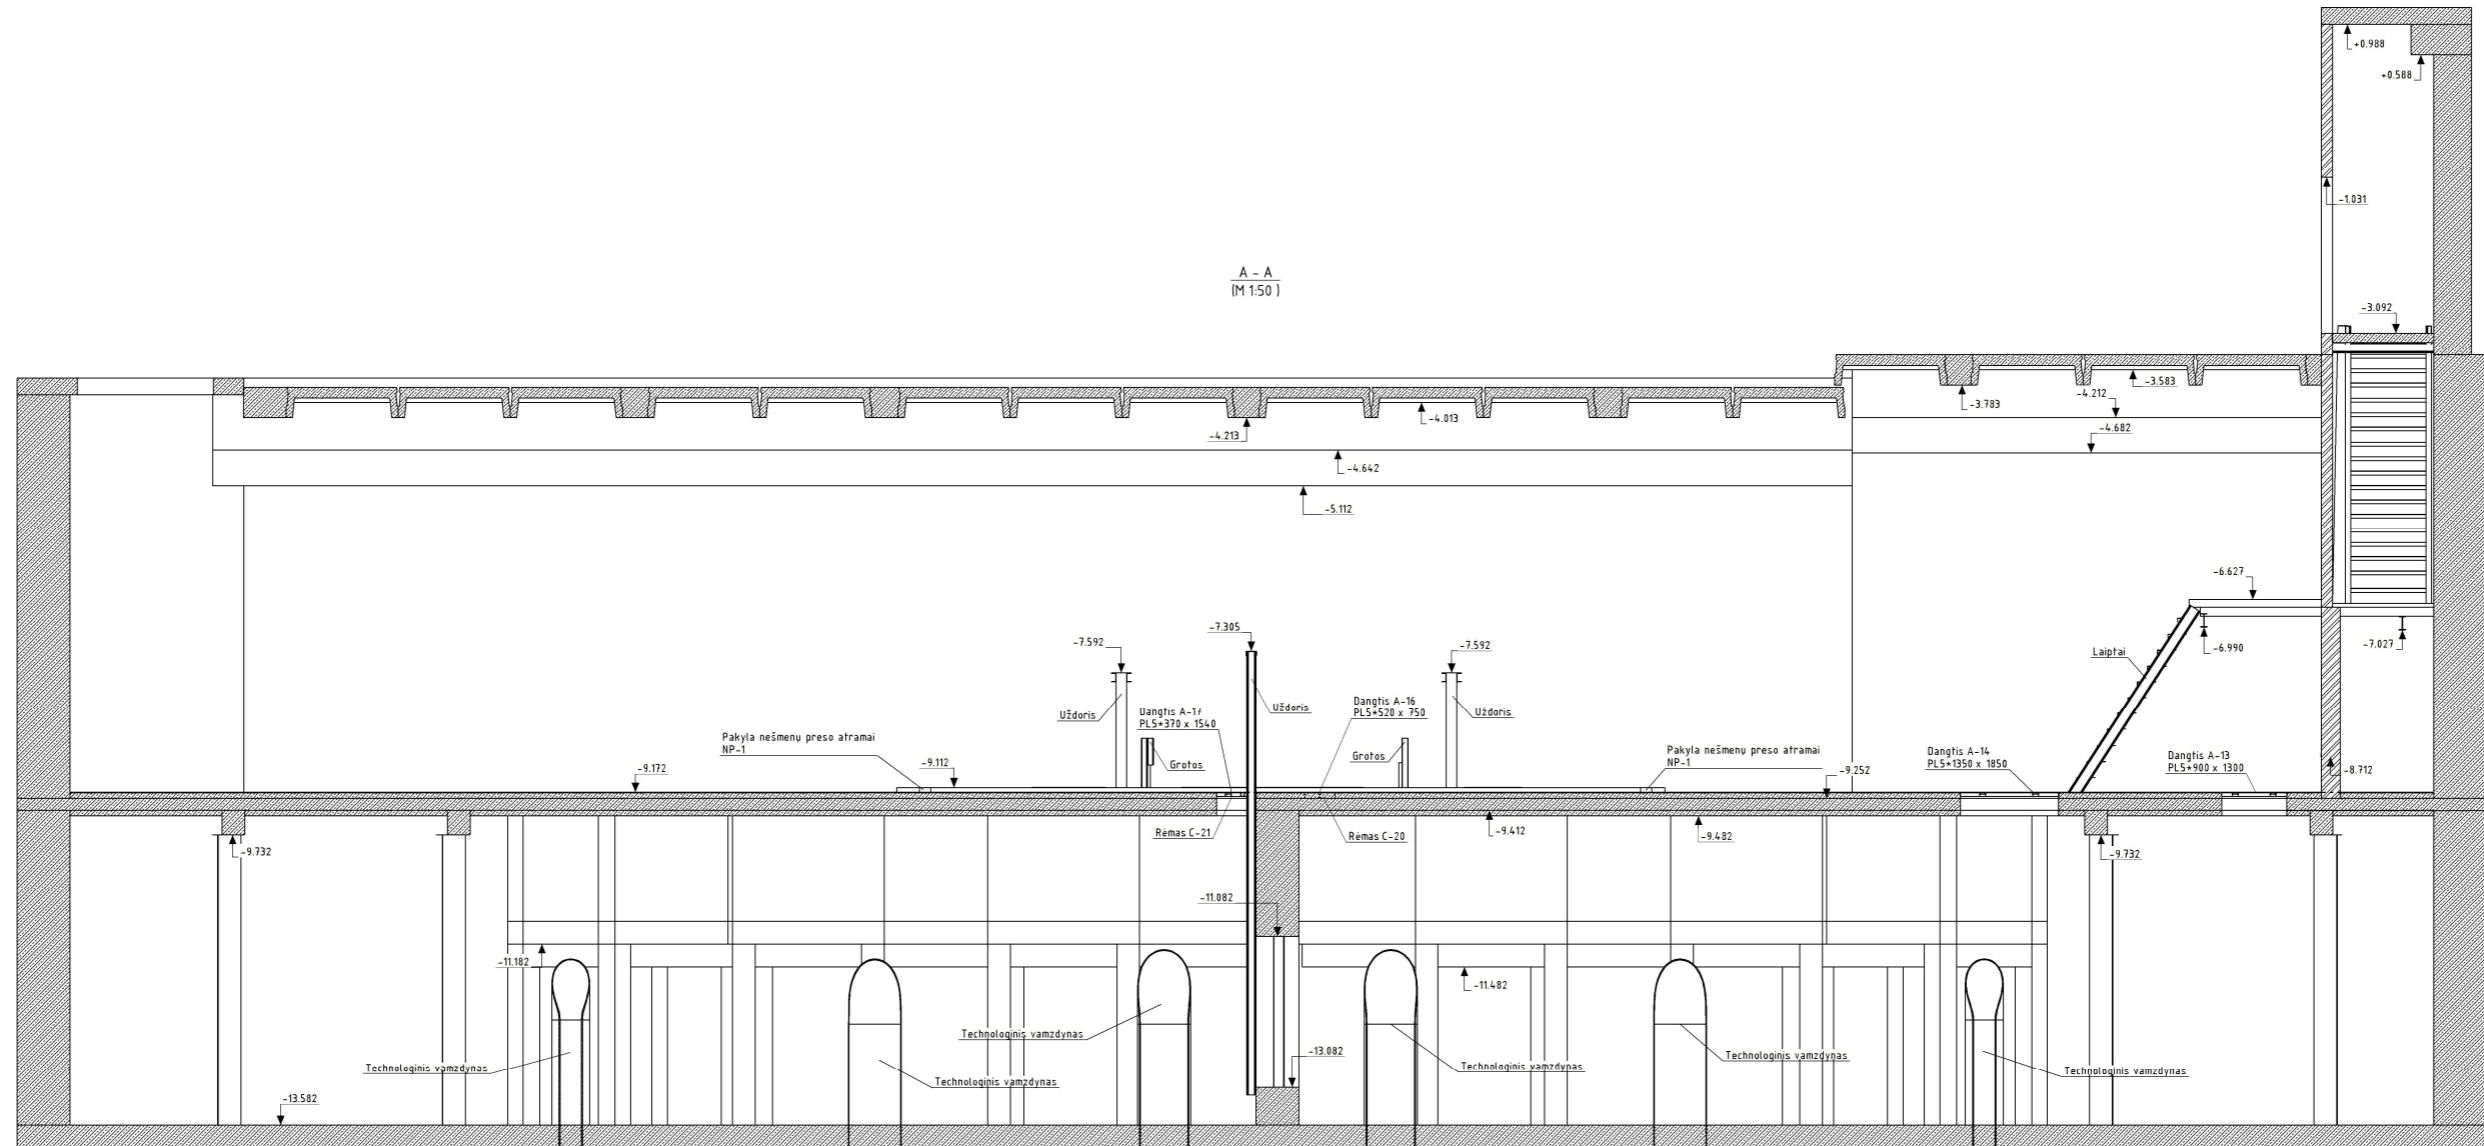 +0.988
+0.588
-1.031
A - A
(M 1:50 )
-3.092
-3.583
-3.783
-4.212
-4.013
-4.213
-4.682
-4.642
-5.112
-6.627
-7.305
-7.592
-7.592
-6.990
-7.027
Laiptai
Uždoris
Dangtis A-17
PL5*370 x 1540
Uždoris
Dangtis A-16
PL5*520 x 750
Uždoris
Pakyla nešmenų preso atramai
NP-1
Grotos
Grotos
Pakyla nešmenų preso atramai
NP-1
Dangtis A-14
PL5*1350 x 1850
Dangtis A-13
PL5*900 x 1300
-9.172
-9.112
-9.252
-8.712
Rėmas C-21
Rėmas C-20
-9.412
-9.482
-9.732
-9.732
-11.082
-11.182
-11.482
Technologinis vamzdynas
-13.082
Technologinis vamzdynas
Technologinis vamzdynas
Technologinis vamzdynas
Technologinis vamzdynas
Technologinis vamzdynas
-13.582